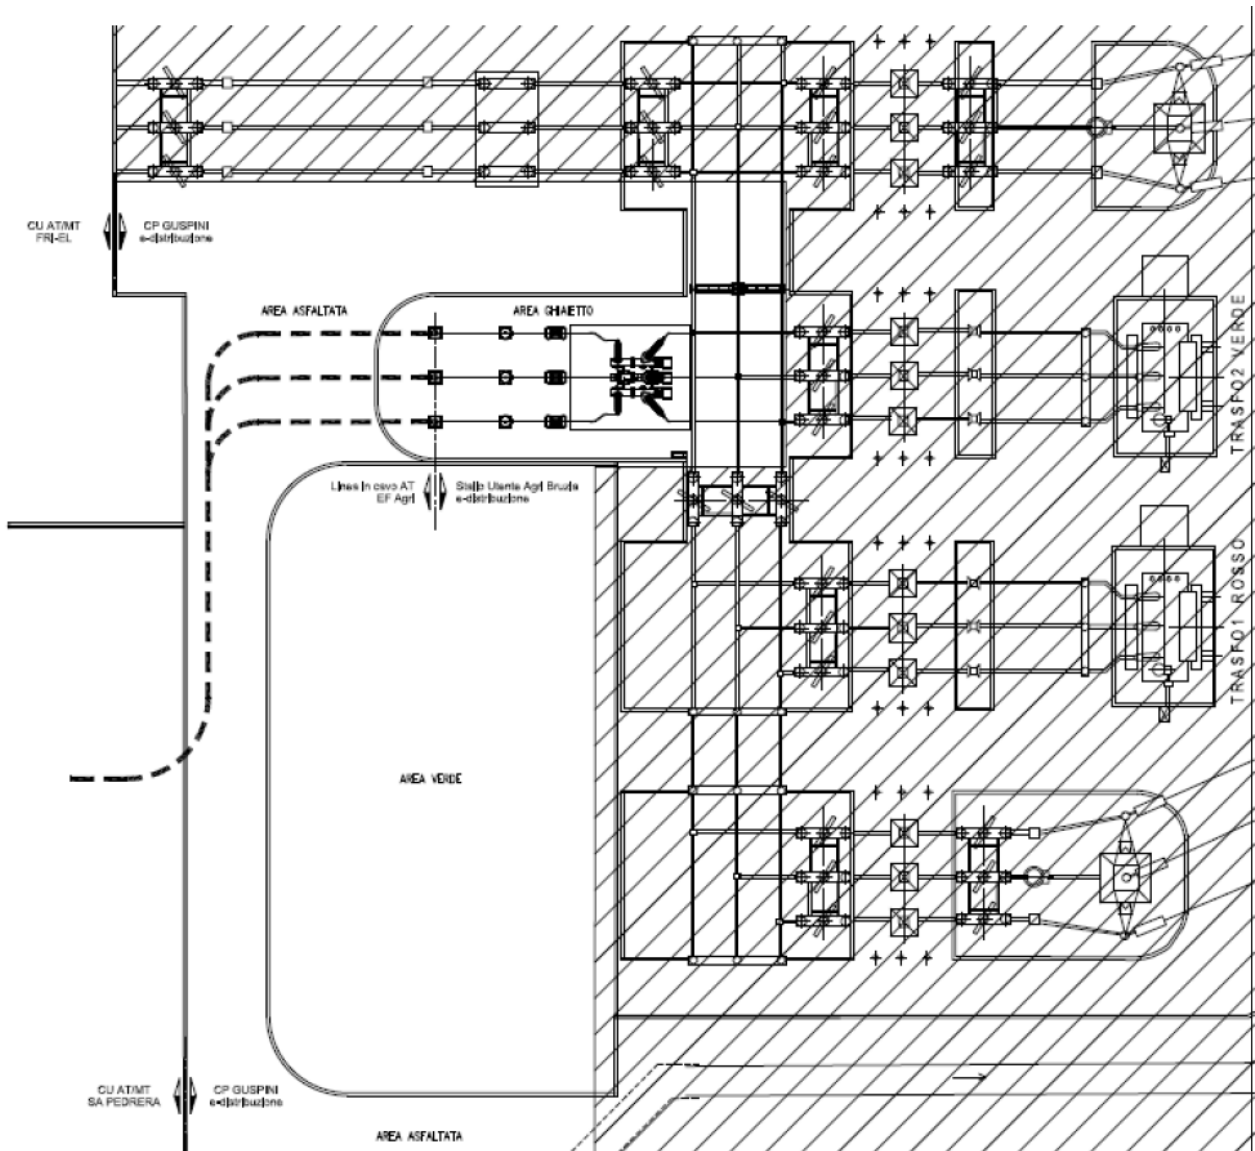 CU AT/MT
FRI-EL
CP GUSPINI
e-distribuzione
AREA ASFALTATA
AREA GHIAIETTO
TRASFO2 VERDE
Linea in cavo AT
EF Agri
Stallo Utente Agri Bruzia
e-distribuzione
TRASFO1 ROSSO
AREA VERDE
CU AT/MT
SA PEDRERA
CP GUSPINI
e-distribuzione
AREA ASFALTATA